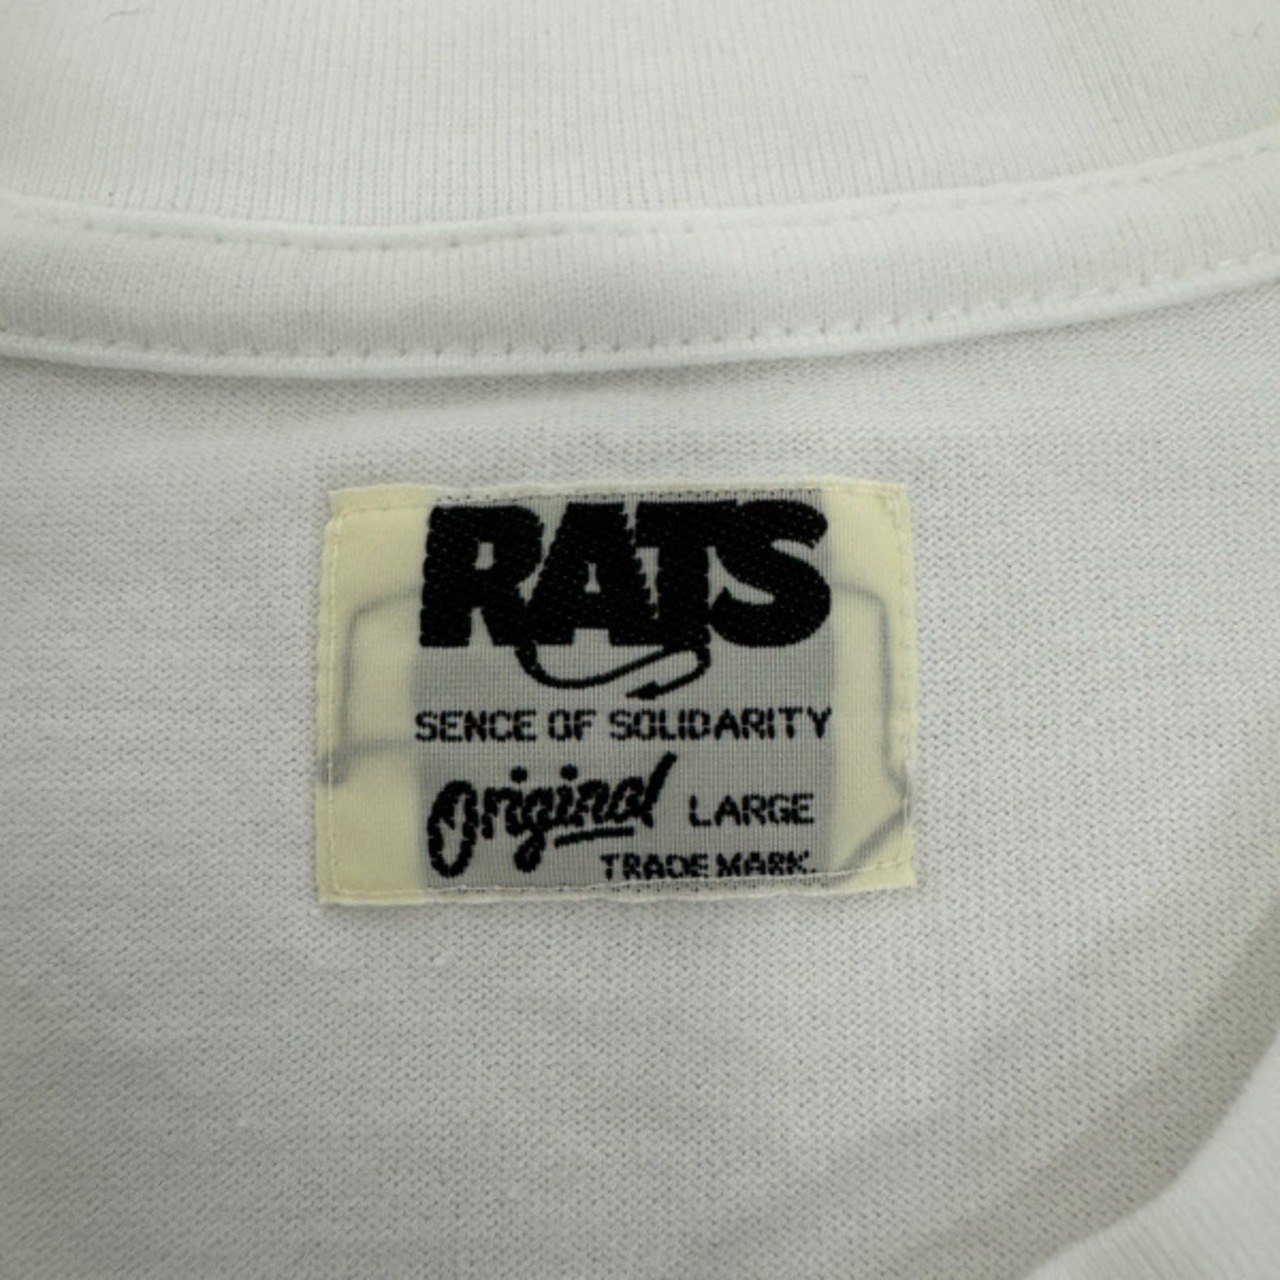 RATS
SENCE OF SOLIDARITY
Original LARGE
TRADE MARK.